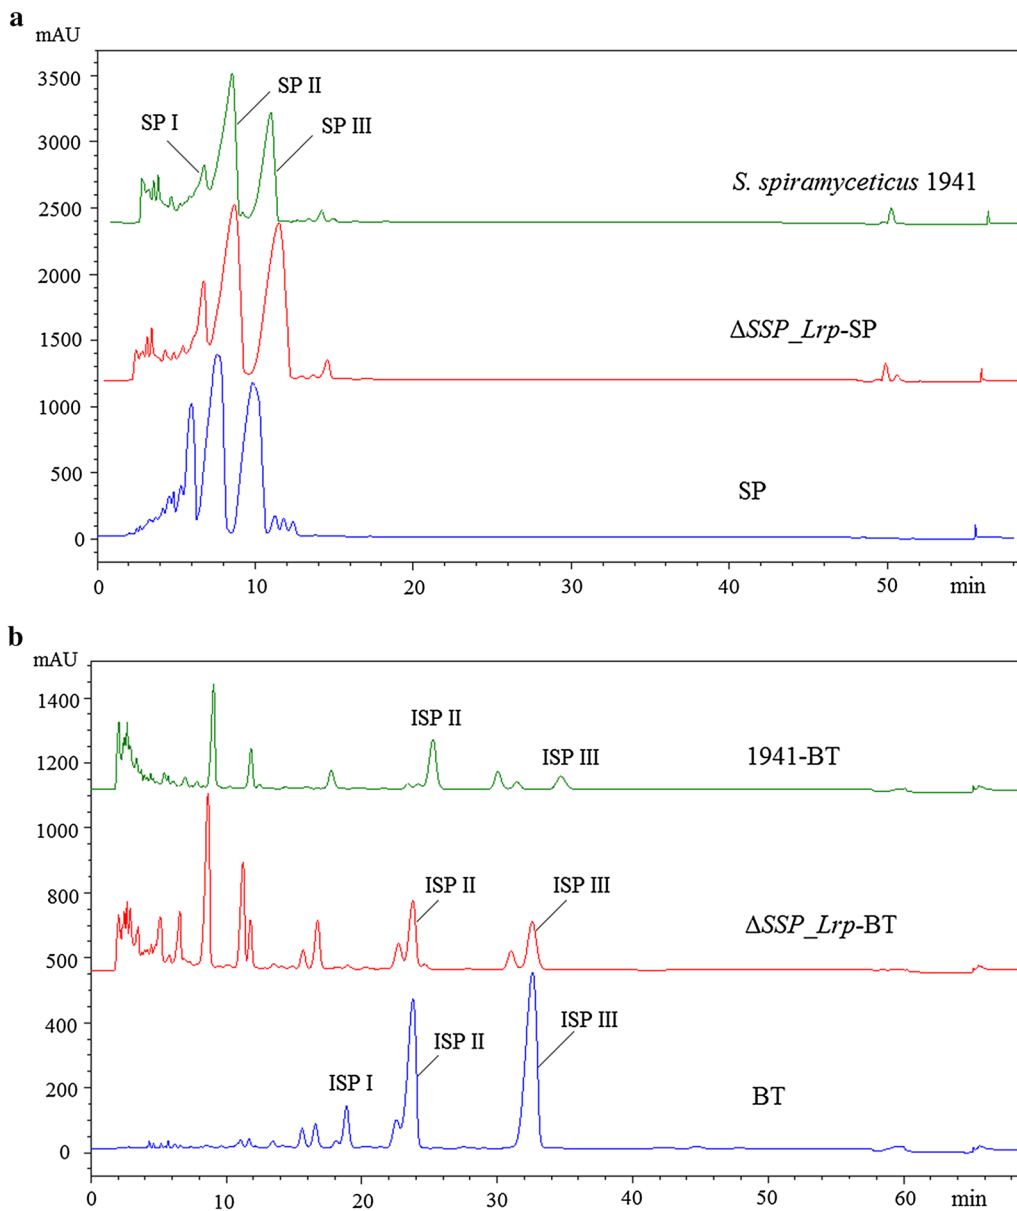 a
mAU
3500
3000
2500
2000
1500
1000
500
0
SP I
SP II
SP III
S. spiramyceticus 1941
ΔSSP_Lrp-SP
SP
0 10 20 30 40 50 min
b
mAU
1400
1200
1000
800
500
400
200
0
ISP II
ISP III
1941-BT
ISP II
ISP III
ΔSSP_Lrp-BT
ISP I
ISP II
ISP III
BT
0 10 20 30 40 50 60 min